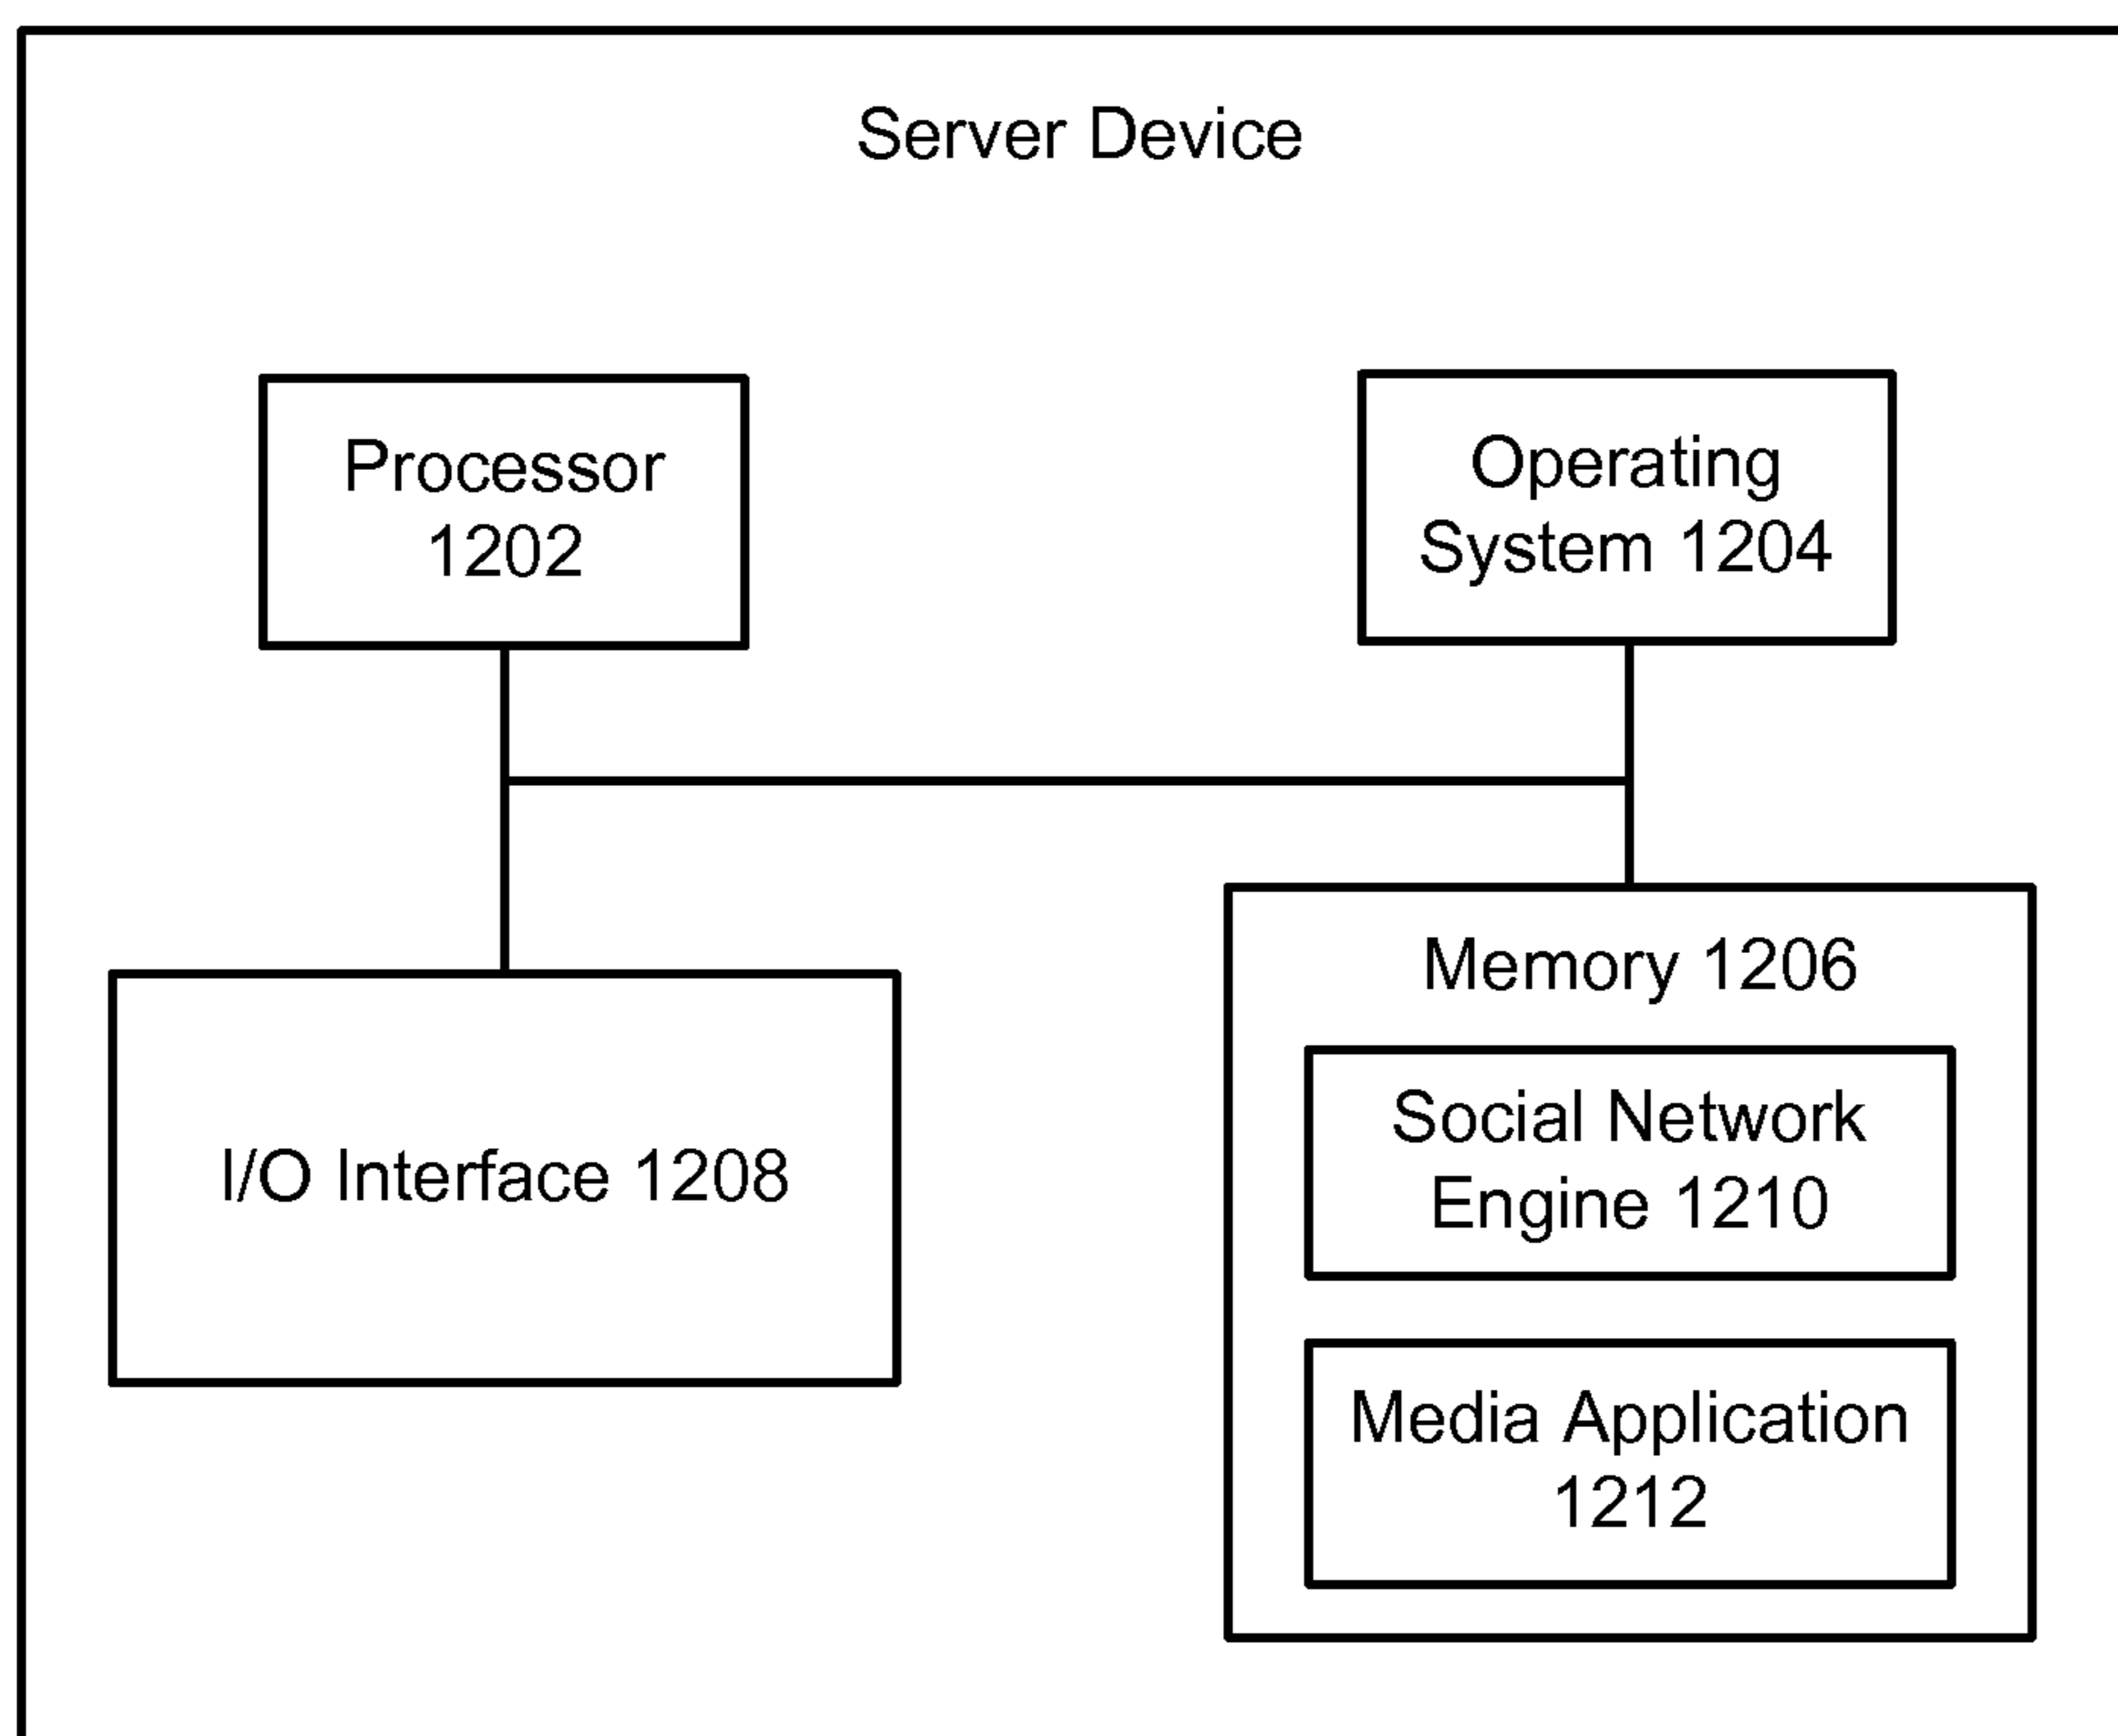 Server Device
Processor
1202
Operating
System 1204
I/O Interface 1208
Memory 1206
Social Network
Engine 1210
Media Application
1212